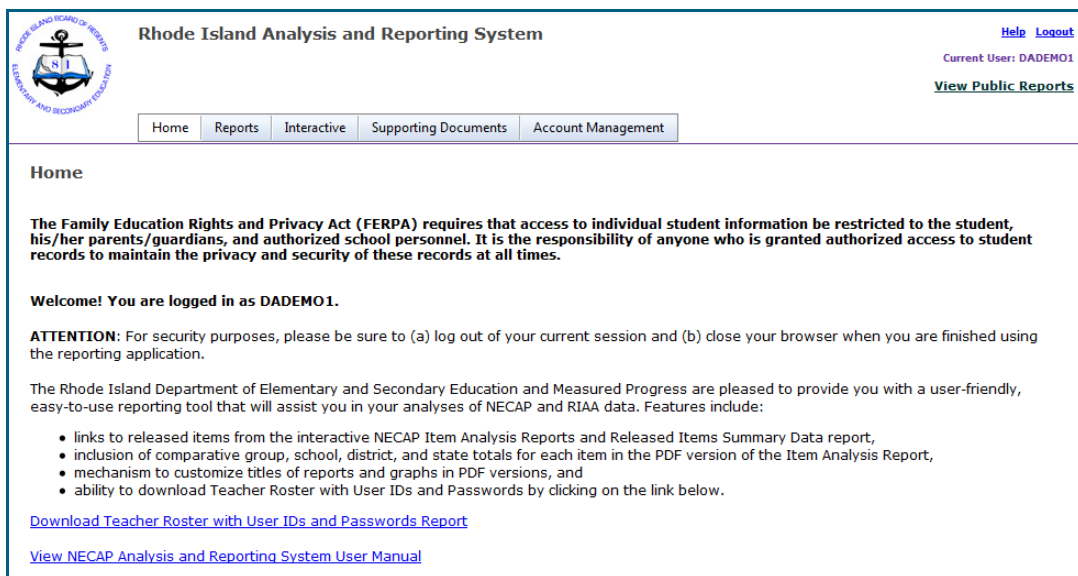 RHODE ISLAND BOARD OF REGENTS
ELEMENTARY AND SECONDARY EDUCATION
81
Rhode Island Analysis and Reporting System
Help Logout
Current User: DADEMO1
View Public Reports
Home Reports Interactive Supporting Documents Account Management
Home
The Family Education Rights and Privacy Act (FERPA) requires that access to individual student information be restricted to the student,
his/her parents/guardians, and authorized school personnel. It is the responsibility of anyone who is granted authorized access to student
records to maintain the privacy and security of these records at all times.
Welcome! You are logged in as DADEMO1.
ATTENTION: For security purposes, please be sure to (a) log out of your current session and (b) close your browser when you are finished using
the reporting application.
The Rhode Island Department of Elementary and Secondary Education and Measured Progress are pleased to provide you with a user-friendly,
easy-to-use reporting tool that will assist you in your analyses of NECAP and RIAA data. Features include:
• links to released items from the interactive NECAP Item Analysis Reports and Released Items Summary Data report,
• inclusion of comparative group, school, district, and state totals for each item in the PDF version of the Item Analysis Report,
• mechanism to customize titles of reports and graphs in PDF versions, and
• ability to download Teacher Roster with User IDs and Passwords by clicking on the link below.
Download Teacher Roster with User IDs and Passwords Report
View NECAP Analysis and Reporting System User Manual